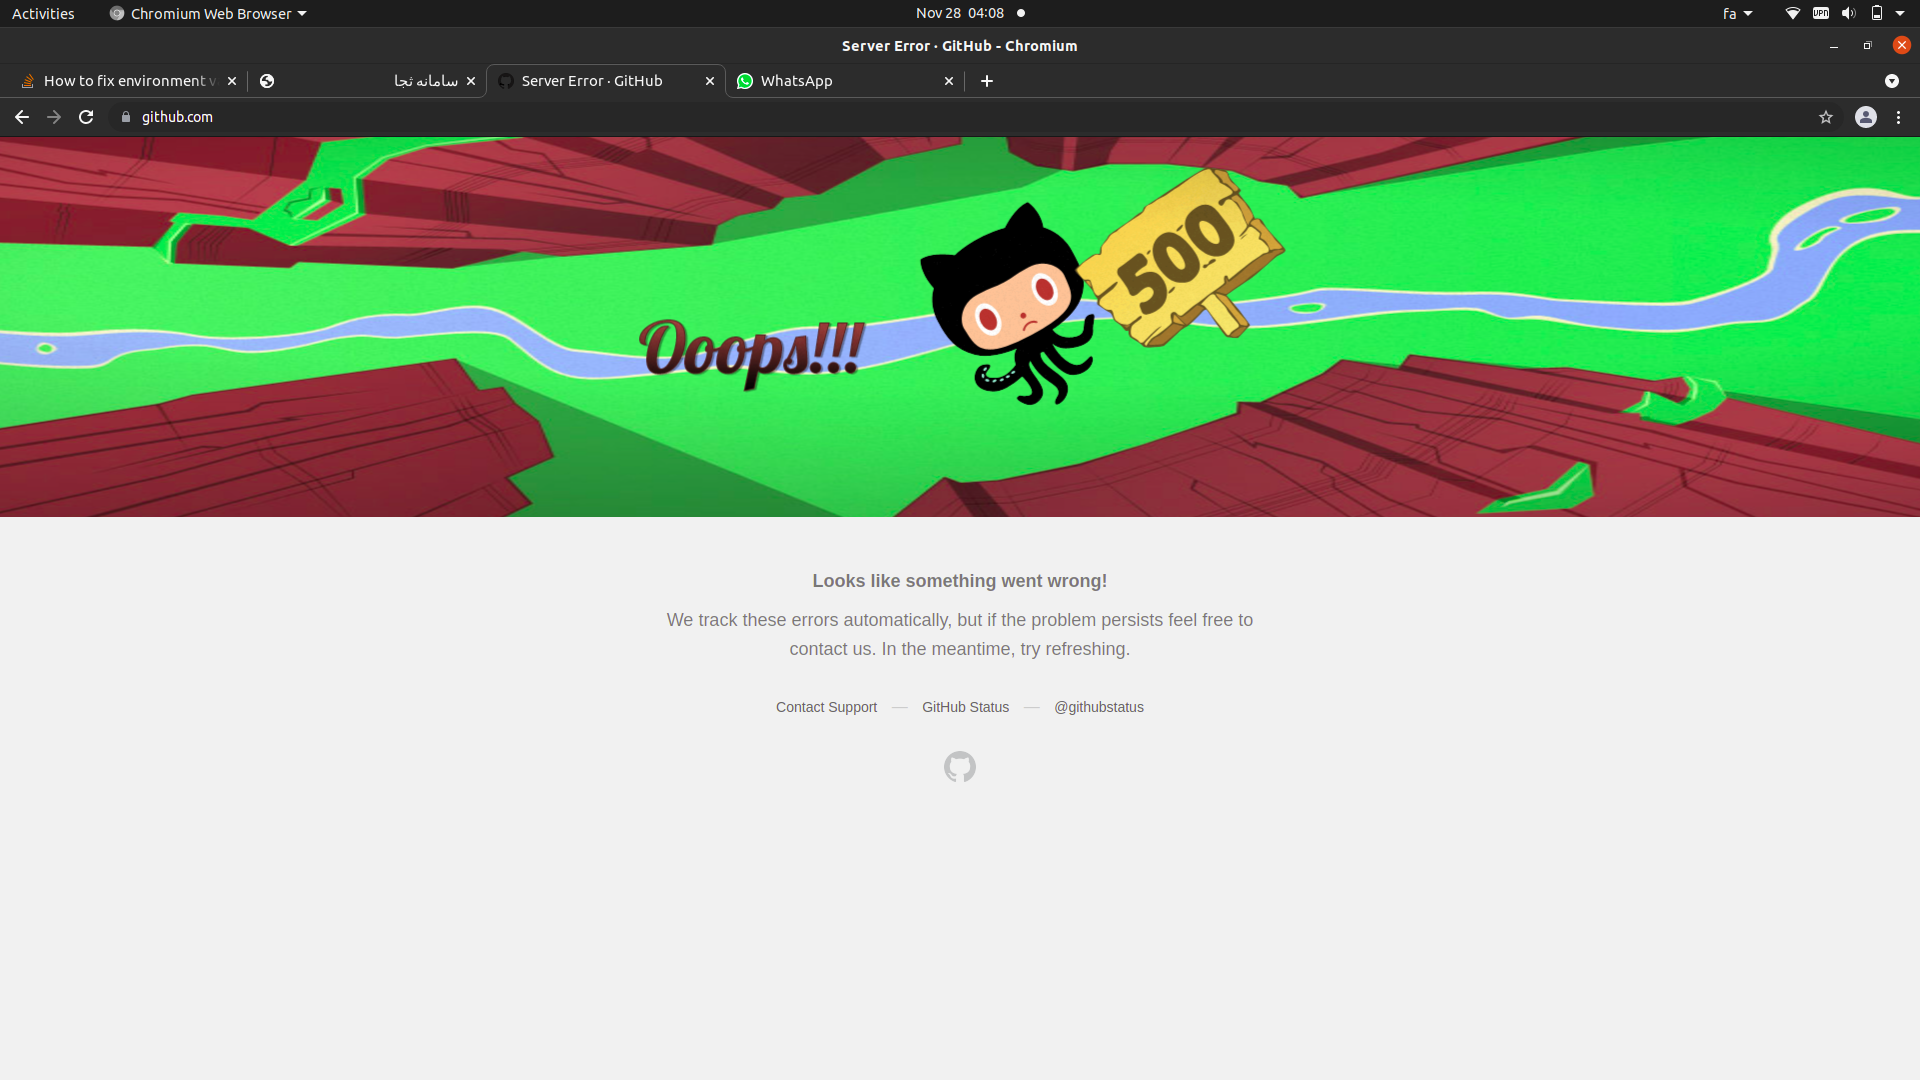 Activities
Chromium Web Browser
Nov 28 04:08
fa
VPN
Server Error · GitHub - Chromium
How to fix environment v
سامانه ثجا
Server Error · GitHub
WhatsApp
github.com
500
Ooops!!!
Looks like something went wrong!
We track these errors automatically, but if the problem persists feel free to
contact us. In the meantime, try refreshing.
Contact Support — GitHub Status — @githubstatus